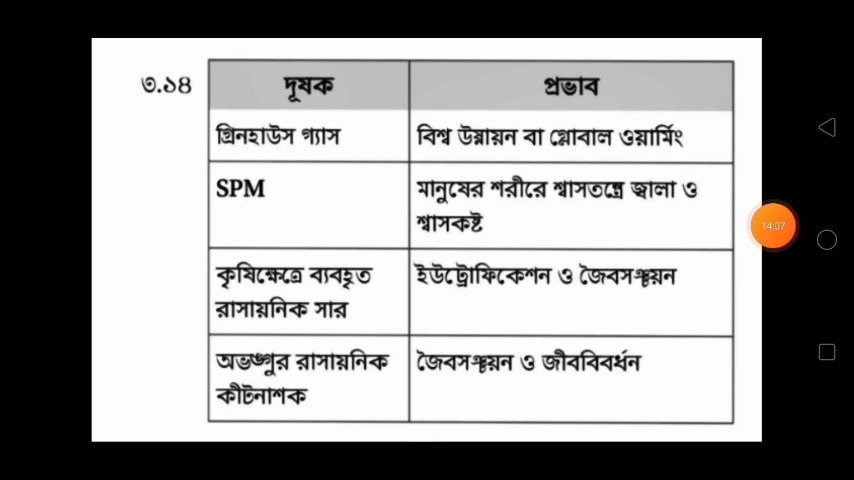 ৩.১৪
দূষক
প্রভাব
গ্রিনহাউস গ্যাস
বিশ্ব উষ্ণায়ন বা গ্লোবাল ওয়ার্মিং
SPM
মানুষের শরীরে শ্বাসতন্ত্রে জ্বালা ও
শ্বাসকষ্ট
কৃষিক্ষেত্রে ব্যবহৃত
রাসায়নিক সার
ইউট্রোফিকেশন ও জৈবসঞ্চয়ন
অভঙ্গুর রাসায়নিক
কীটনাশক
জৈবসঞ্চয়ন ও জীববিবর্ধন
14:07